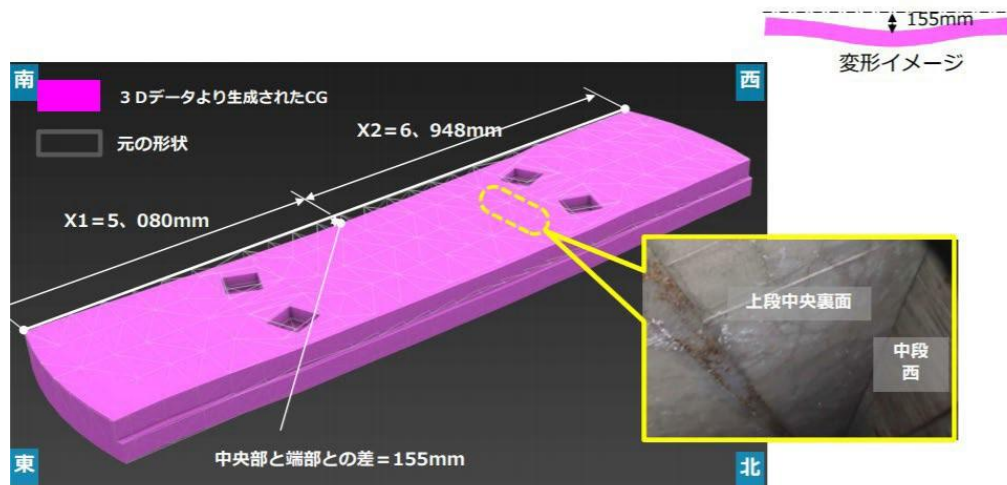 155mm
変形イメージ
南
西
３Dデータより生成されたCG
元の形状
X2＝6、948mm
X1＝5、080mm
上段中央裏面
中段
西
中央部と端部との差＝155mm
東
北